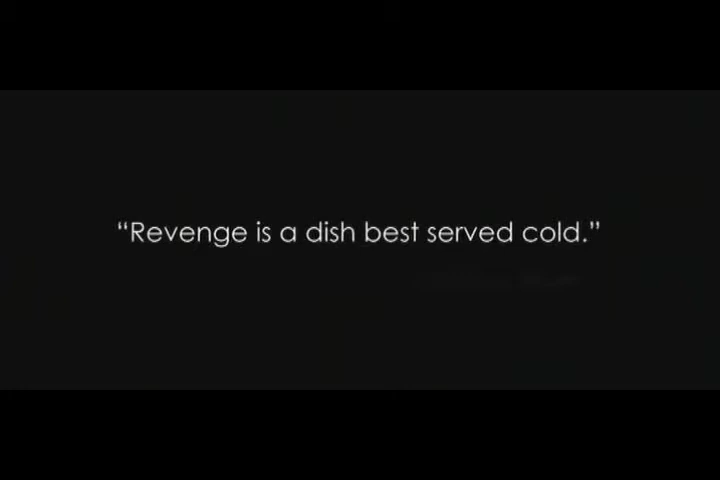 “Revenge is a dish best served cold.”